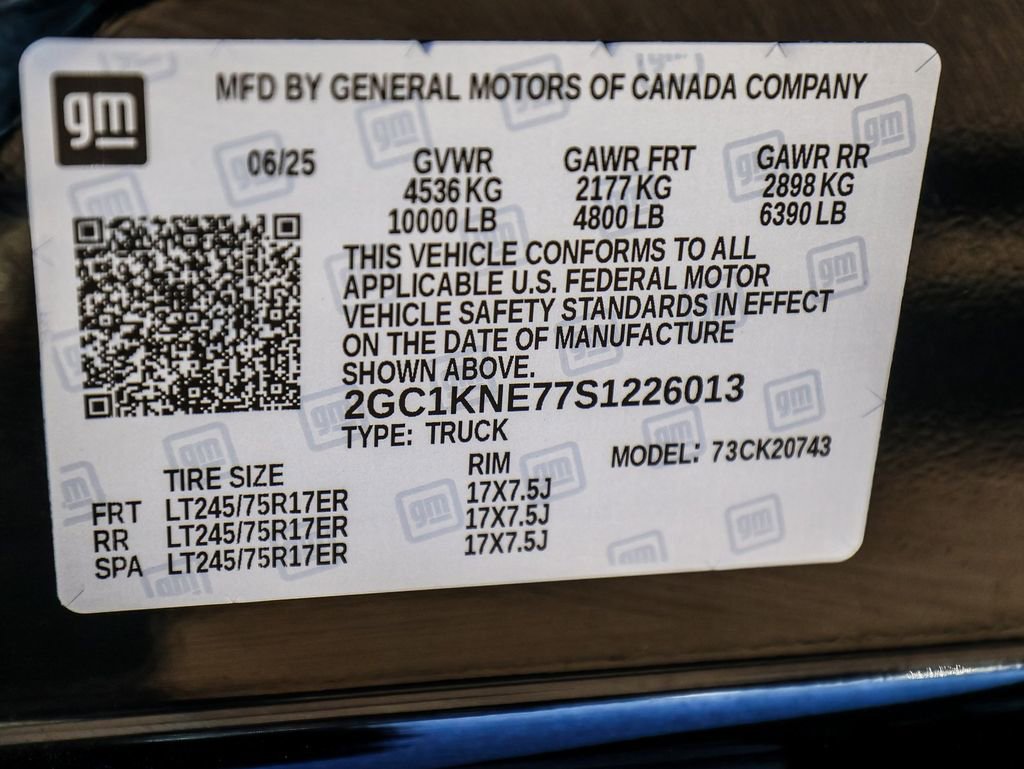 gm
MFD BY GENERAL MOTORS OF CANADA COMPANY
06/25 GVWR GAWR FRT GAWR RR
4536 KG 2177 KG 2898 KG
10000 LB 4800 LB 6390 LB
THIS VEHICLE CONFORMS TO ALL
APPLICABLE U.S. FEDERAL MOTOR
VEHICLE SAFETY STANDARDS IN EFFECT
ON THE DATE OF MANUFACTURE
SHOWN ABOVE.
2GC1KNE77S1226013
TYPE: TRUCK
MODEL: 73CK20743
TIRE SIZE RIM
FRT LT245/75R17ER 17X7.5J
RR LT245/75R17ER 17X7.5J
SPA LT245/75R17ER 17X7.5J